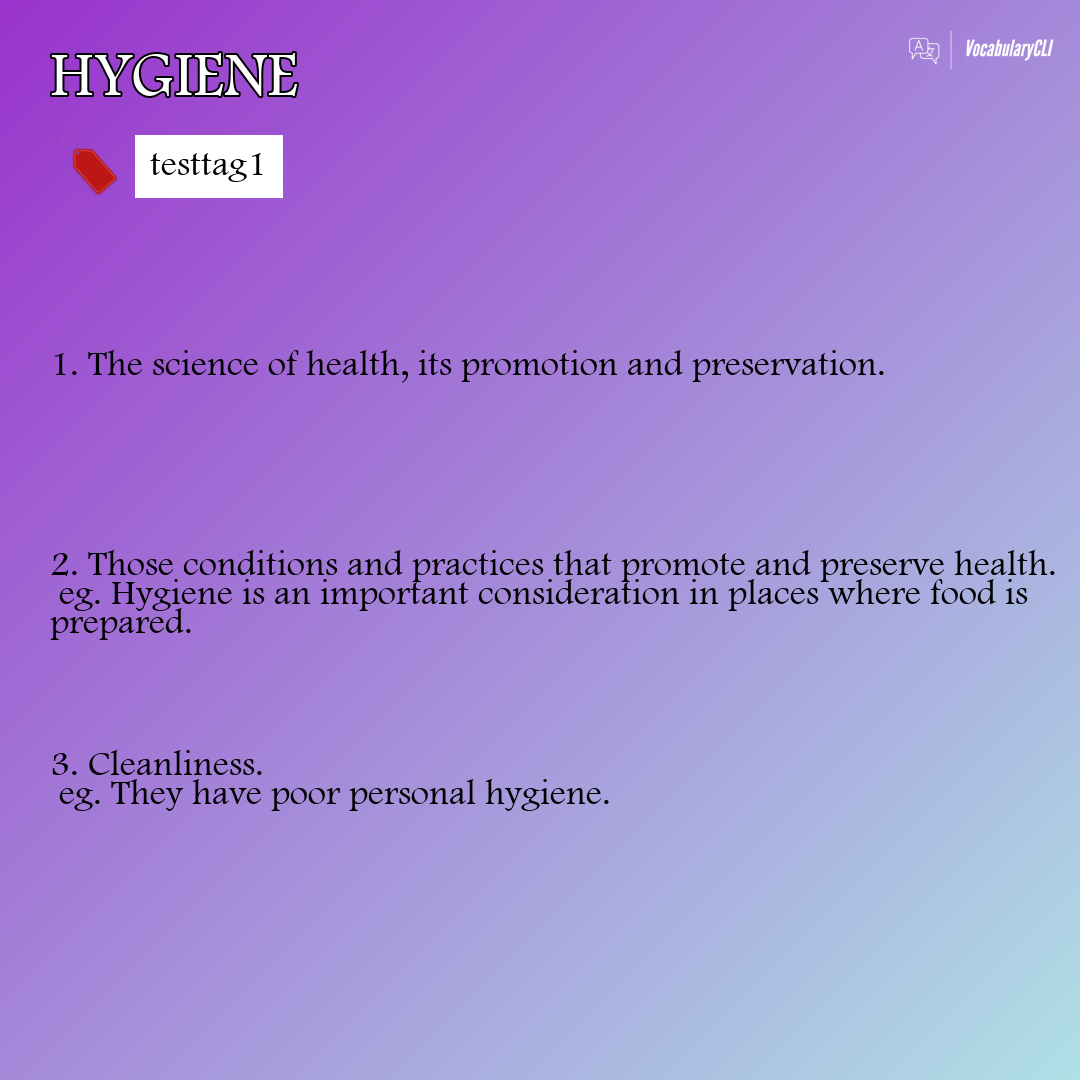 HYGIENE
VocabularyCLI
testtag1
1. The science of health, its promotion and preservation.
2. Those conditions and practices that promote and preserve health.
eg. Hygiene is an important consideration in places where food is
prepared.
3. Cleanliness.
eg. They have poor personal hygiene.